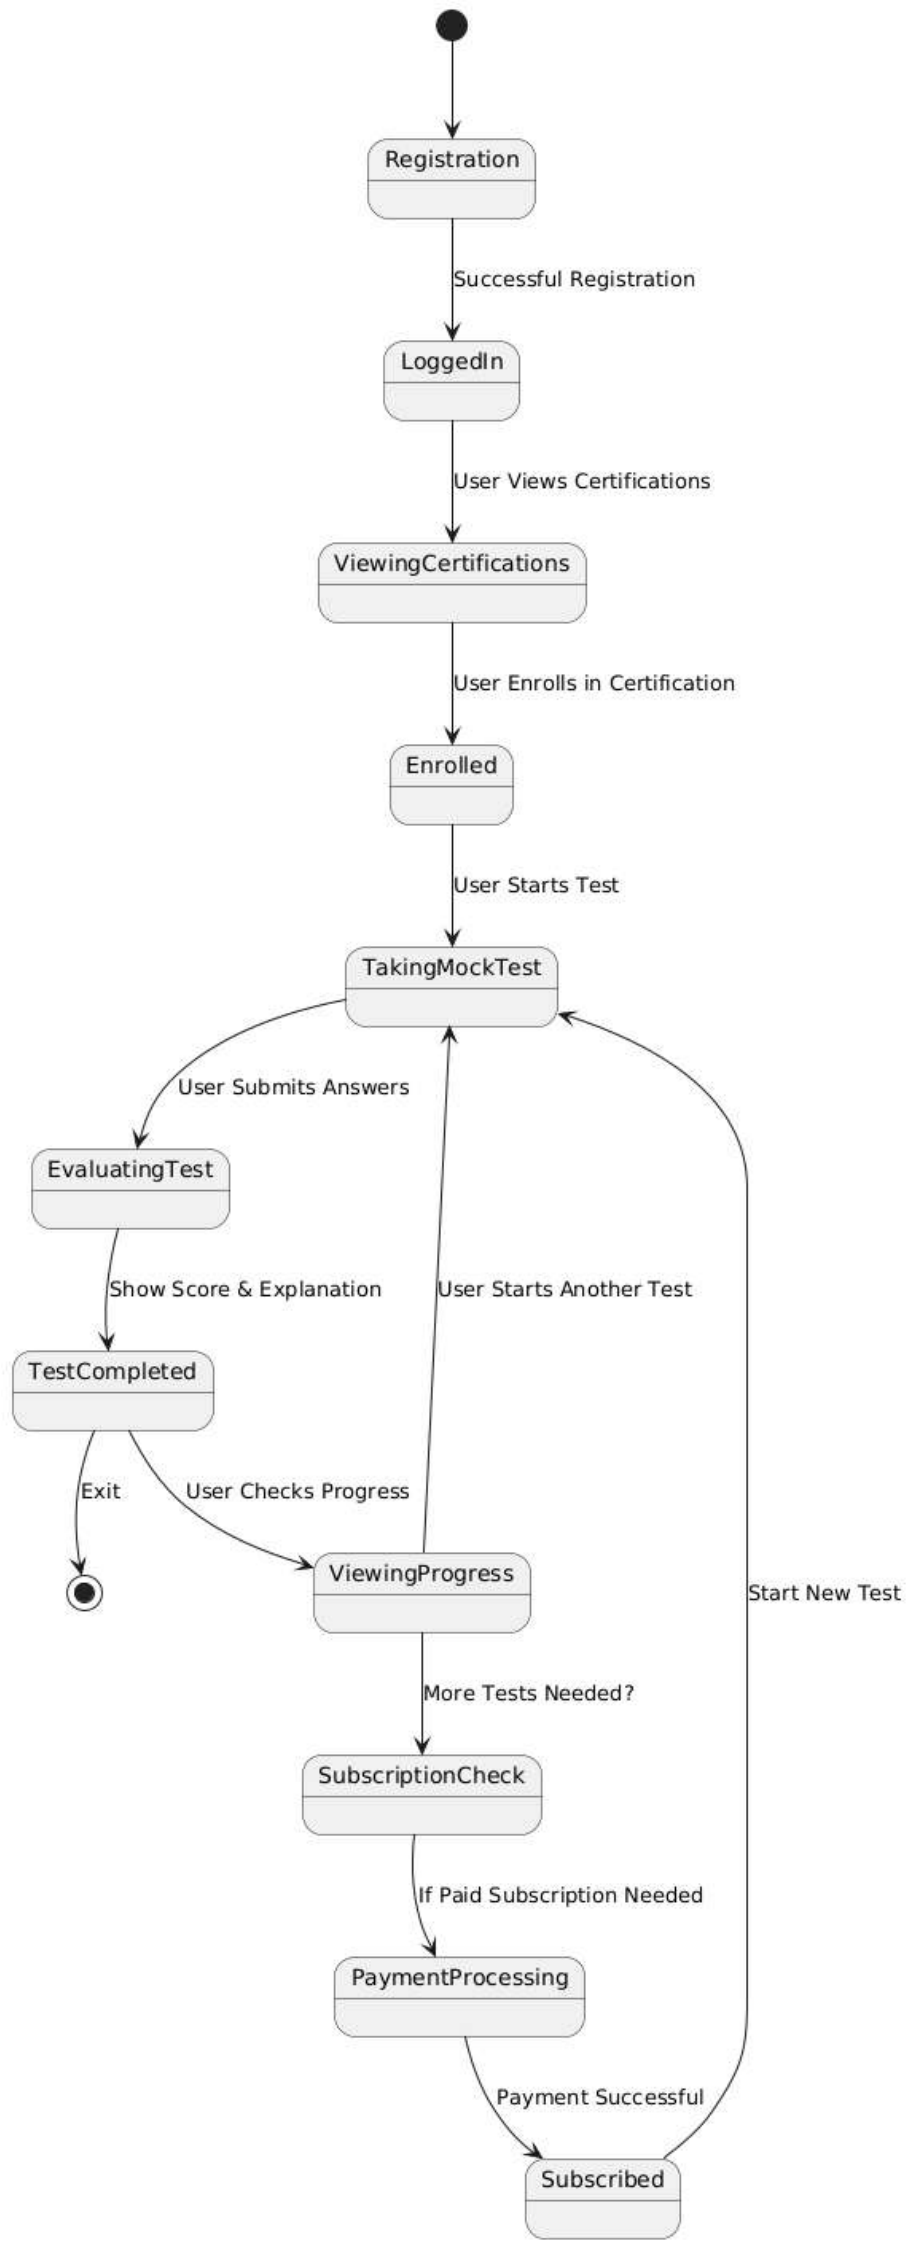 Registration
Successful Registration
LoggedIn
User Views Certifications
ViewingCertifications
User Enrolls in Certification
Enrolled
User Starts Test
TakingMockTest
User Submits Answers
EvaluatingTest
Show Score & Explanation
User Starts Another Test
TestCompleted
Exit
User Checks Progress
ViewingProgress
Start New Test
More Tests Needed?
SubscriptionCheck
If Paid Subscription Needed
PaymentProcessing
Payment Successful
Subscribed